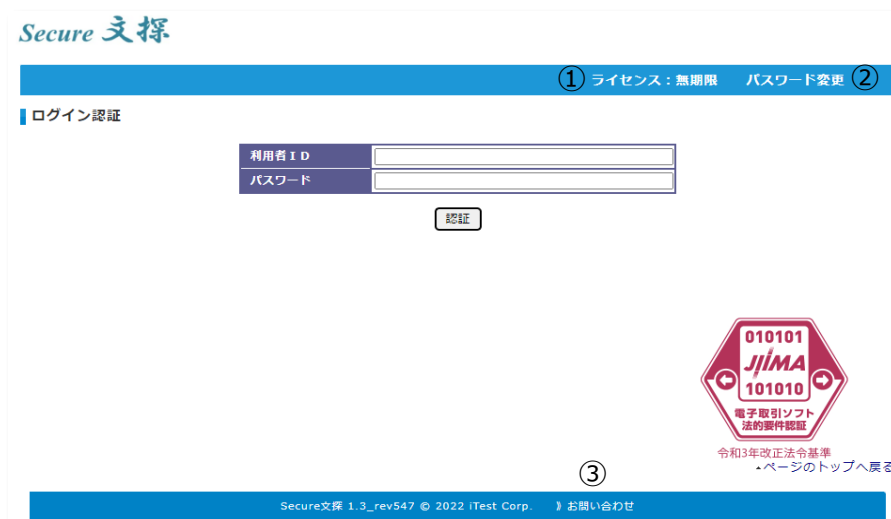 Secure 文探
① ライセンス：無期限 パスワード変更 ②
ログイン認証
利用者ＩＤ
パスワード
認証
010101
JIIMA
101010
電子取引ソフト
法的要件認証
令和3年改正法令基準
▲ページのトップへ戻る
③
Secure文探 1.3_rev547 © 2022 iTest Corp. 》お問い合わせ